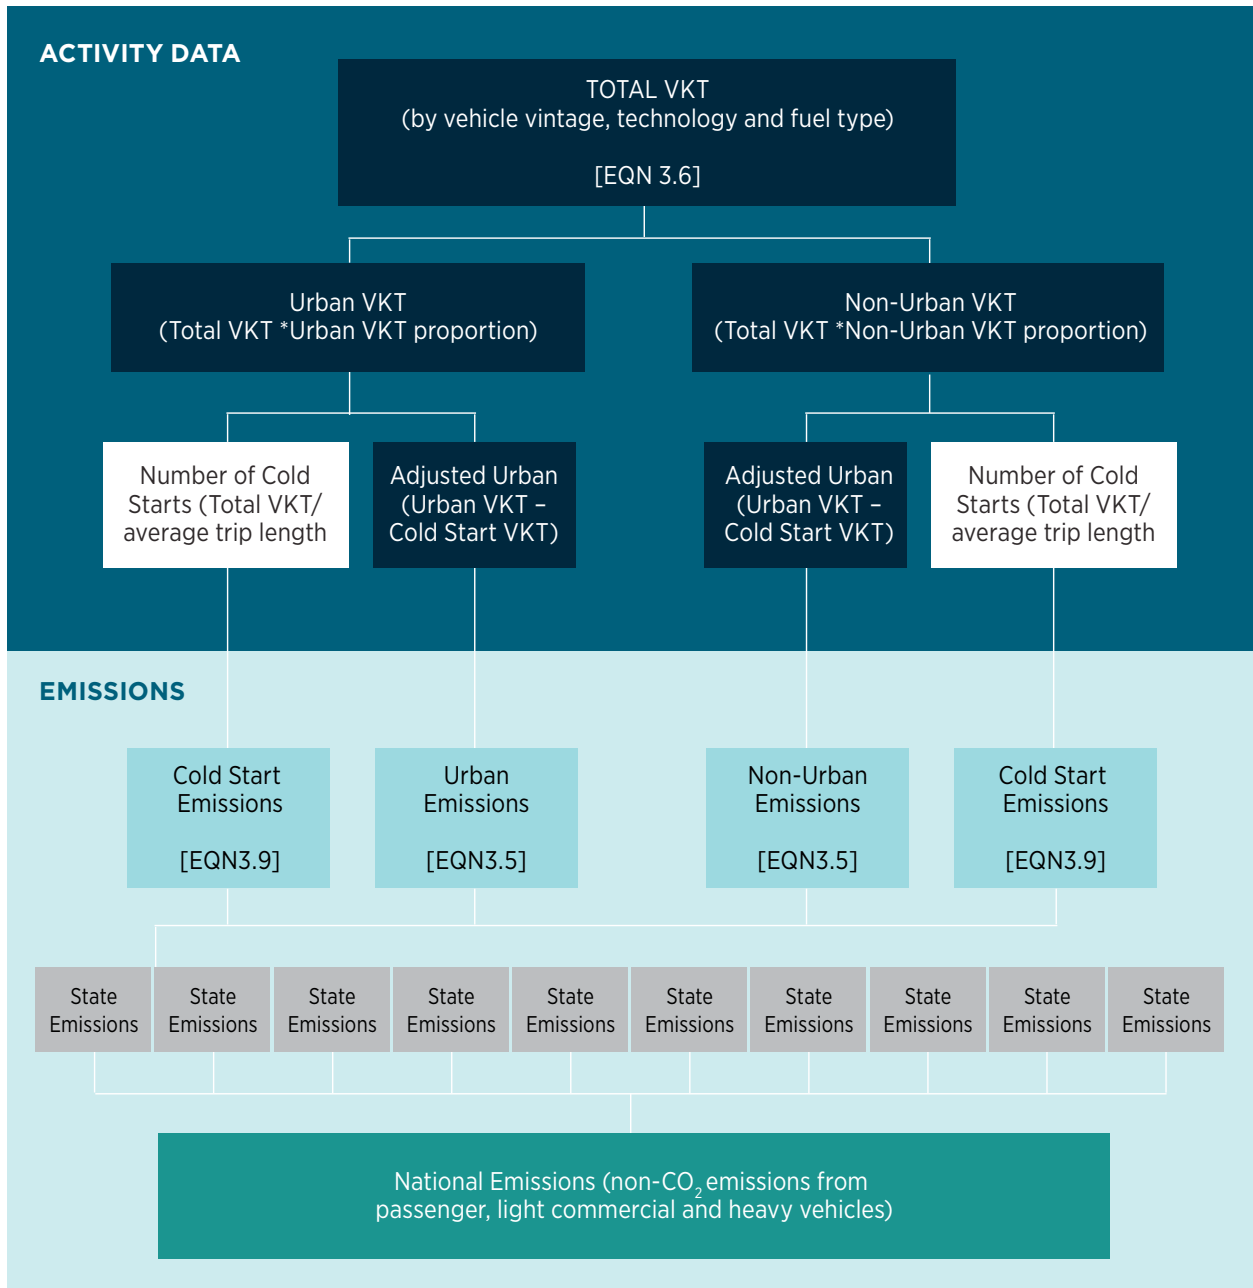 ACTIVITY DATA
TOTAL VKT
(by vehicle vintage, technology and fuel type)
[EQN 3.6]
Urban VKT
(Total VKT *Urban VKT proportion)
Non-Urban VKT
(Total VKT *Non-Urban VKT proportion)
Number of Cold
Starts (Total VKT/
average trip length
Adjusted Urban
(Urban VKT –
Cold Start VKT)
Adjusted Urban
(Urban VKT –
Cold Start VKT)
Number of Cold
Starts (Total VKT/
average trip length
EMISSIONS
Cold Start
Emissions
[EQN3.9]
Urban
Emissions
[EQN3.5]
Non-Urban
Emissions
[EQN3.5]
Cold Start
Emissions
[EQN3.9]
State
Emissions
State
Emissions
State
Emissions
State
Emissions
State
Emissions
State
Emissions
State
Emissions
State
Emissions
State
Emissions
State
Emissions
National Emissions (non-CO₂ emissions from
passenger, light commercial and heavy vehicles)